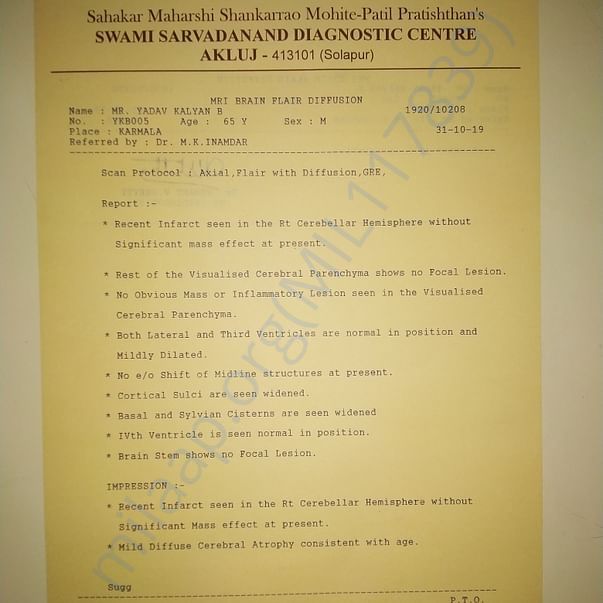 Sahakar Maharshi Shankarrao Mohite-Patil Pratishthan's
SWAMI SARVADANAND DIAGNOSTIC CENTRE
AKLUJ - 413101 (Solapur)
MRI BRAIN FLAIR DIFFUSION
Name : MR. YADAV KALYAN B 1920/10208
No. : YKB005 Age : 65 Y Sex : M
Place : KARMALA 31-10-19
Referred by : Dr. M.K.INAMDAR
Scan Protocol : Axial,Flair with Diffusion,GRE,
Report :-
* Recent Infarct seen in the Rt Cerebellar Hemisphere without
Significant mass effect at present.
* Rest of the Visualised Cerebral Parenchyma shows no Focal Lesion.
* No Obvious Mass or Inflammatory Lesion seen in the Visualised
Cerebral Parenchyma.
* Both Lateral and Third Ventricles are normal in position and
Mildly Dilated.
* No e/o Shift of Midline structures at present.
* Cortical Sulci are seen widened.
* Basal and Sylvian Cisterns are seen widened
* IVth Ventricle is seen normal in position.
* Brain Stem shows no Focal Lesion.
IMPRESSION :-
* Recent Infarct seen in the Rt Cerebellar Hemisphere without
Significant Mass effect at present.
* Mild Diffuse Cerebral Atrophy consistent with age.
Sugg
P.T.O.
milaap.org(MIL117839)